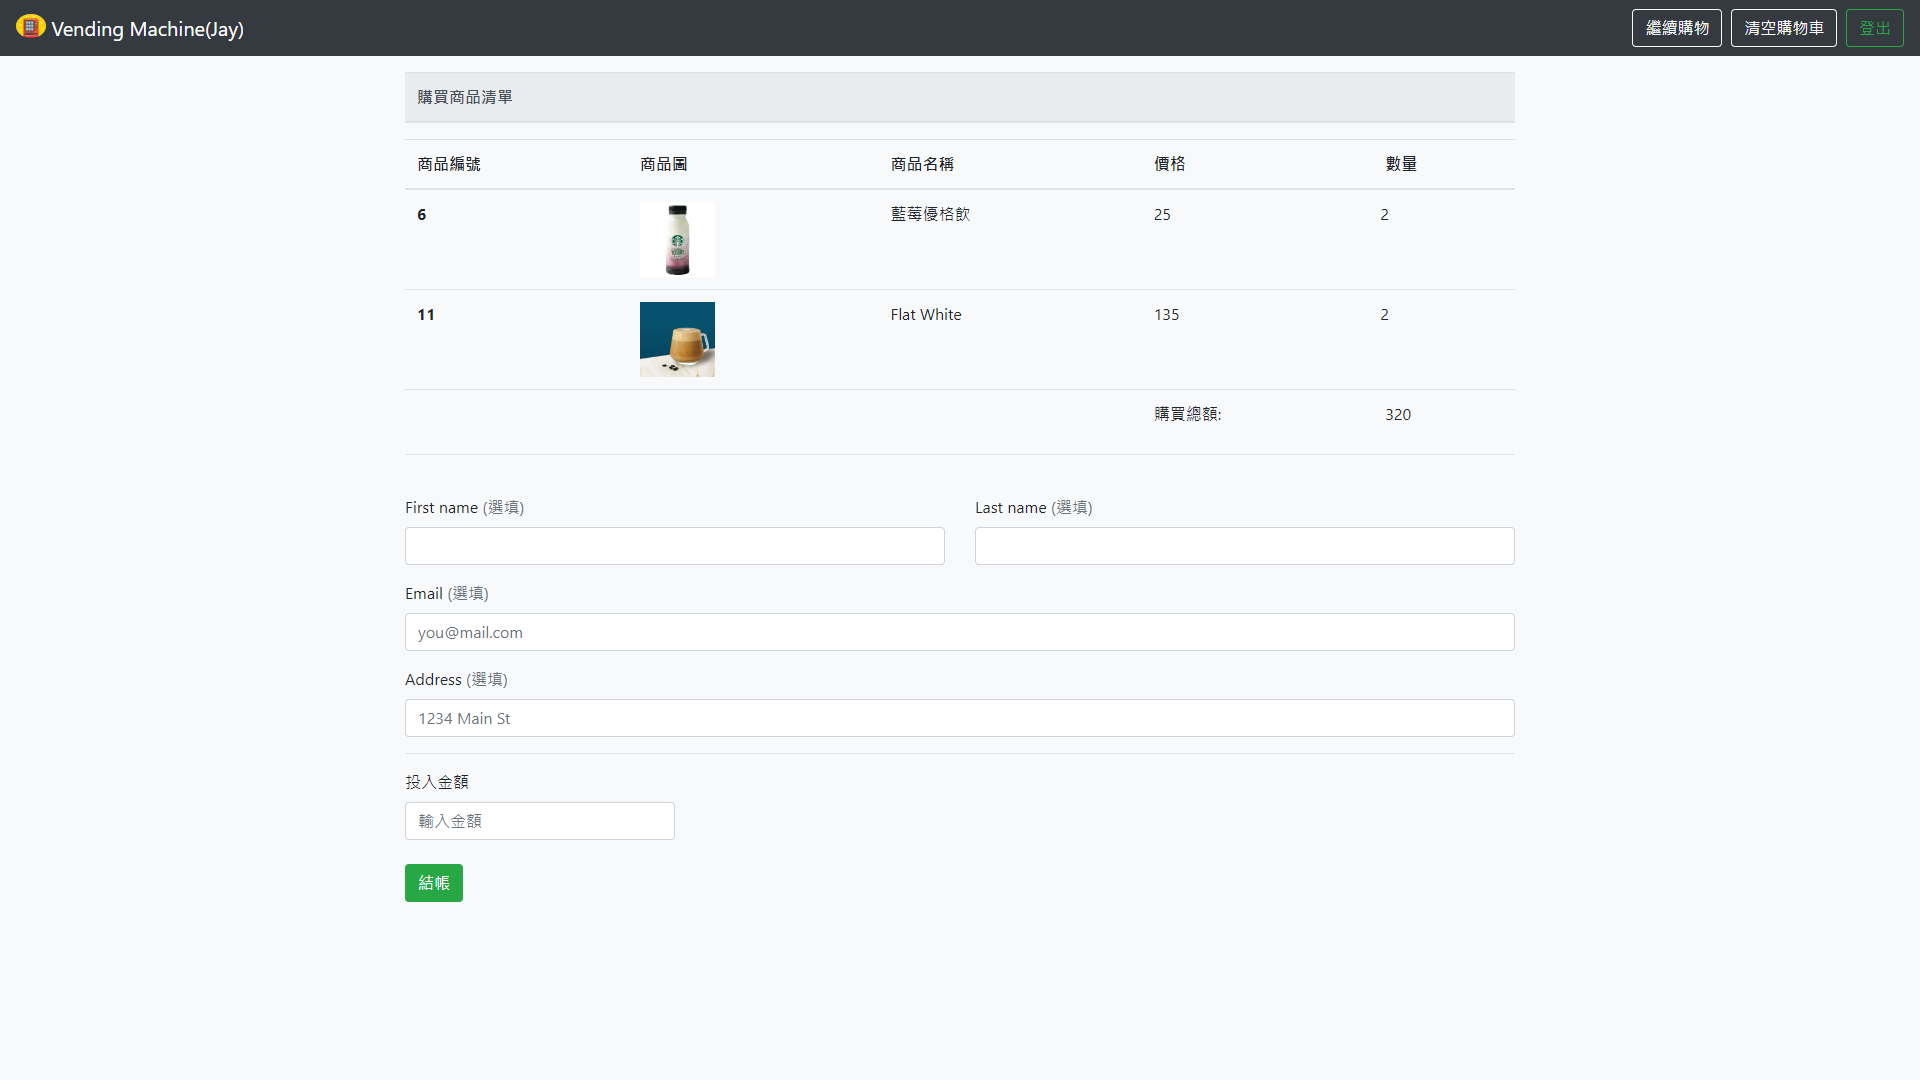 Vending Machine(Jay)
繼續購物
清空購物車
登出
購買商品清單
商品編號 商品圖 商品名稱 價格 數量
6 藍莓優格飲 25 2
11 Flat White 135 2
購買總額: 320
First name (選填)
Last name (選填)
Email (選填)
you@mail.com
Address (選填)
1234 Main St
投入金額
輸入金額
結帳